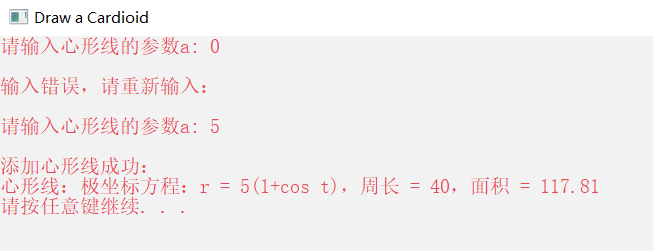 Draw a Cardioid
请输入心形线的参数a: 0
输入错误，请重新输入：
请输入心形线的参数a: 5
添加心形线成功：
心形线：极坐标方程：r = 5(1+cos t)，周长 = 40，面积 = 117.81
请按任意键继续. . .